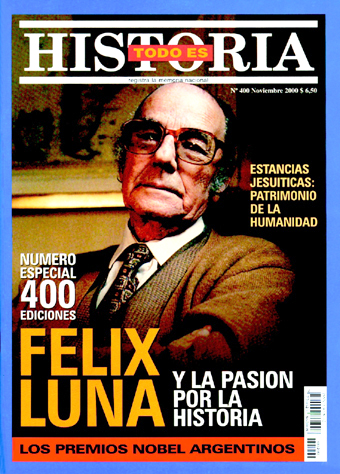 TODO ES
HISTORIA
registra la memoria nacional
Nº 400 Noviembre 2000 $ 6,50
ESTANCIAS
JESUITICAS:
PATRIMONIO
DE LA
HUMANIDAD
NUMERO
ESPECIAL
400
EDICIONES
FELIX
LUNA
Y LA PASION
POR LA
HISTORIA
LOS PREMIOS NOBEL ARGENTINOS